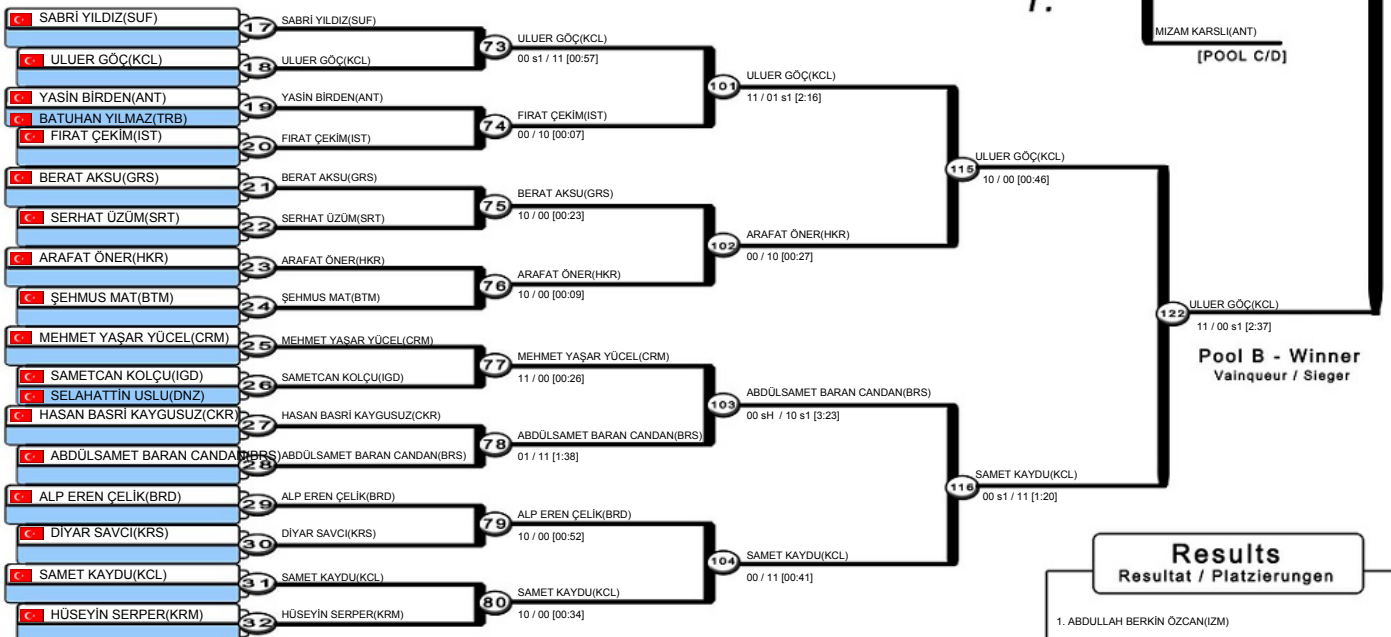 1.
MIZAM KARSLI(ANT)
[POOL C/D]
SABRİ YILDIZ(SUF)
17
SABRİ YILDIZ(SUF)
73
ULUER GÖÇ(KCL)
00 s1 / 11 [00:57]
ULUER GÖÇ(KCL)
18
ULUER GÖÇ(KCL)
101
ULUER GÖÇ(KCL)
11 / 01 s1 [2:16]
YASİN BİRDEN(ANT)
BATUHAN YILMAZ(TRB)
19
YASİN BİRDEN(ANT)
74
FIRAT ÇEKİM(IST)
00 / 10 [00:07]
FIRAT ÇEKİM(IST)
20
FIRAT ÇEKİM(IST)
115
ULUER GÖÇ(KCL)
10 / 00 [00:46]
BERAT AKSU(GRS)
21
BERAT AKSU(GRS)
75
BERAT AKSU(GRS)
10 / 00 [00:23]
SERHAT ÜZÜM(SRT)
22
SERHAT ÜZÜM(SRT)
102
ARAFAT ÖNER(HKR)
00 / 10 [00:27]
ARAFAT ÖNER(HKR)
23
ARAFAT ÖNER(HKR)
76
ARAFAT ÖNER(HKR)
10 / 00 [00:09]
ŞEHMUS MAT(BTM)
24
ŞEHMUS MAT(BTM)
122
ULUER GÖÇ(KCL)
11 / 00 s1 [2:37]
Pool B - Winner
Vainqueur / Sieger
MEHMET YAŞAR YÜCEL(CRM)
25
MEHMET YAŞAR YÜCEL(CRM)
77
MEHMET YAŞAR YÜCEL(CRM)
11 / 00 [00:26]
SAMETCAN KOLÇU(IGD)
SELAHATTİN USLU(DNZ)
26
SAMETCAN KOLÇU(IGD)
103
ABDÜLSAMET BARAN CANDAN(BRS)
00 sH / 10 s1 [3:23]
HASAN BASRİ KAYGUSUZ(CKR)
27
HASAN BASRİ KAYGUSUZ(CKR)
78
ABDÜLSAMET BARAN CANDAN(BRS)
01 / 11 [1:38]
ABDÜLSAMET BARAN CANDAN(BRS)
28
ABDÜLSAMET BARAN CANDAN(BRS)
116
SAMET KAYDU(KCL)
00 s1 / 11 [1:20]
ALP EREN ÇELİK(BRD)
29
ALP EREN ÇELİK(BRD)
79
ALP EREN ÇELİK(BRD)
10 / 00 [00:52]
DİYAR SAVCI(KRS)
30
DİYAR SAVCI(KRS)
104
SAMET KAYDU(KCL)
00 / 11 [00:41]
SAMET KAYDU(KCL)
31
SAMET KAYDU(KCL)
80
SAMET KAYDU(KCL)
10 / 00 [00:34]
HÜSEYİN SERPER(KRM)
32
HÜSEYİN SERPER(KRM)
Results
Resultat / Platzierungen
1. ABDULLAH BERKİN ÖZCAN(IZM)